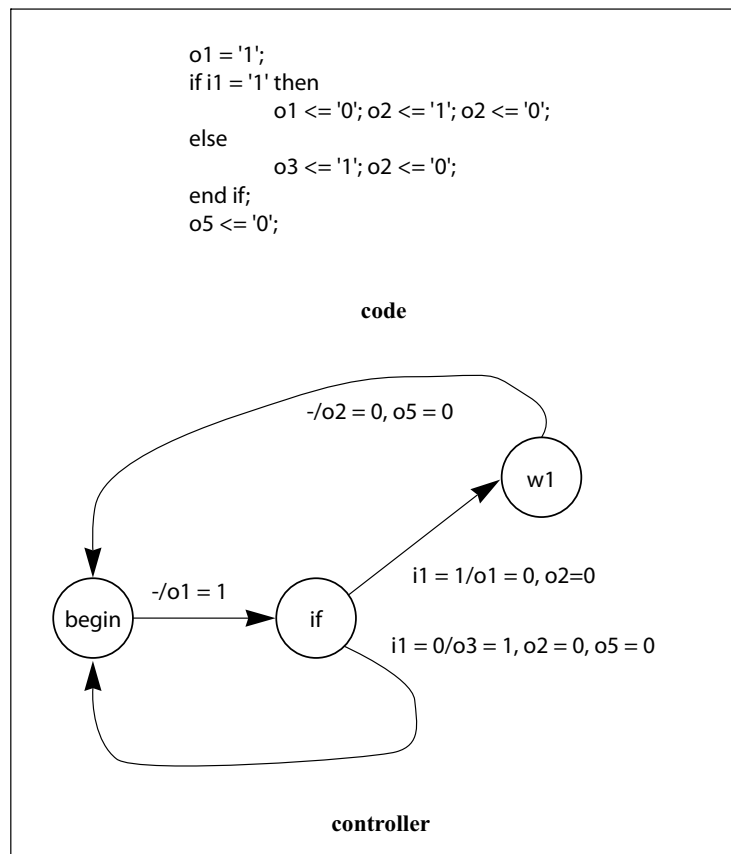 o1 = '1';
if i1 = '1' then
o1 <= '0'; o2 <= '1'; o2 <= '0';
else
o3 <= '1'; o2 <= '0';
end if;
o5 <= '0';
code
-/o2 = 0, o5 = 0
w1
i1 = 1/o1 = 0, o2=0
-/o1 = 1
begin
if
i1 = 0/o3 = 1, o2 = 0, o5 = 0
controller